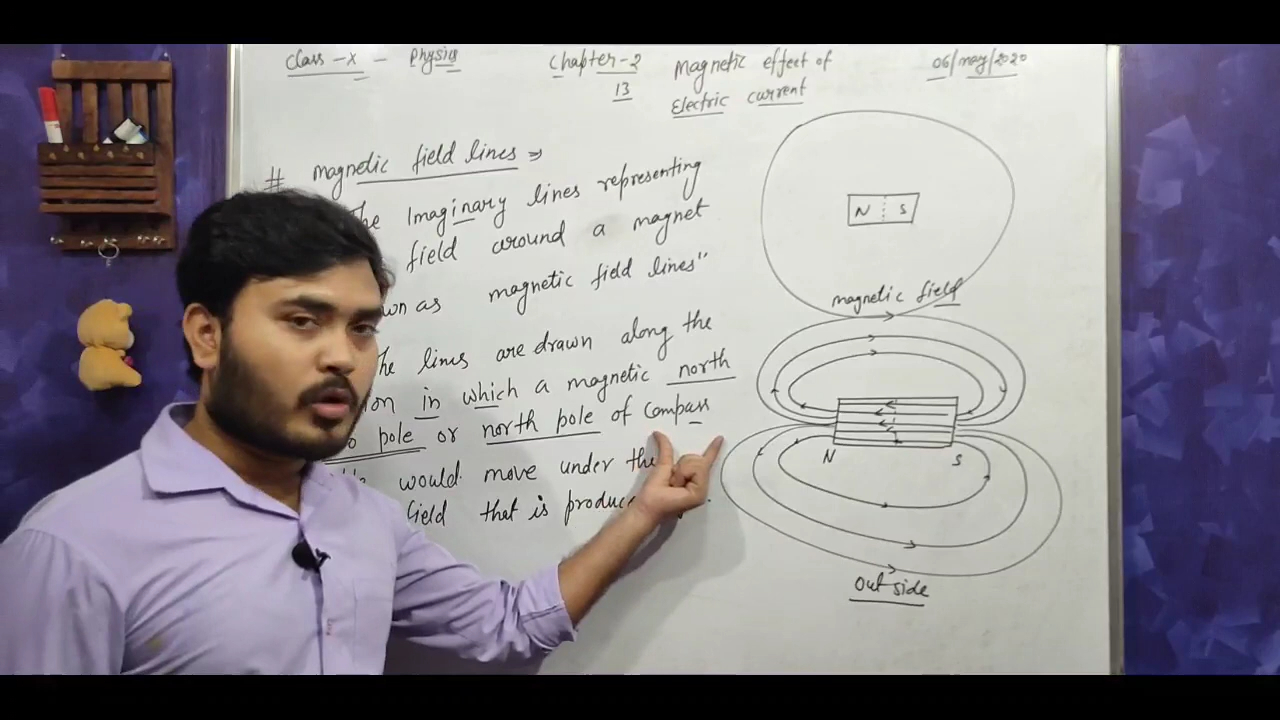 Class - X - Physics
Chapter - 2
13
Magnetic effect of
Electric current
06/may/2020
# magnetic field lines ⇒
The Imaginary lines representing
field around a magnet
as magnetic field lines"
The lines are drawn along the
in which a magnetic north
pole or north pole of compass
would move under the
field that is
N S
magnetic field
N S
Out side